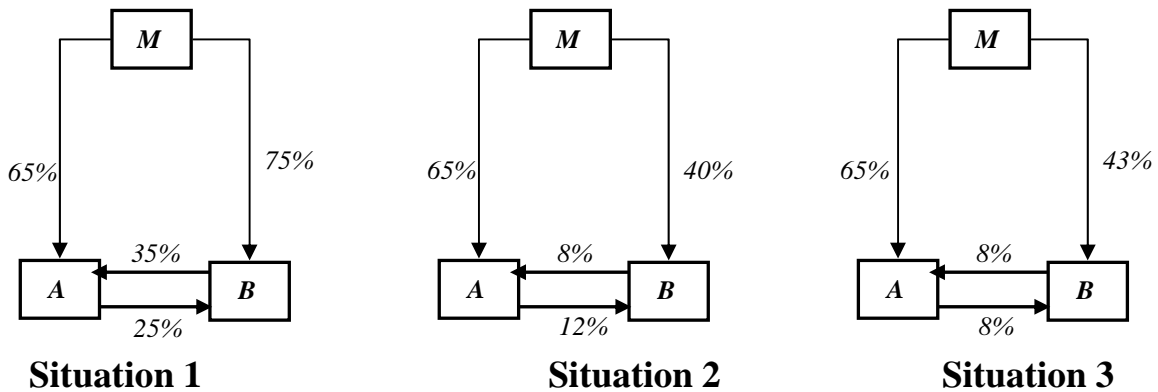 M M M
65% 75% 65% 40% 65% 43%
35% 8% 8%
A B A B A B
25% 12% 8%
Situation 1 Situation 2 Situation 3